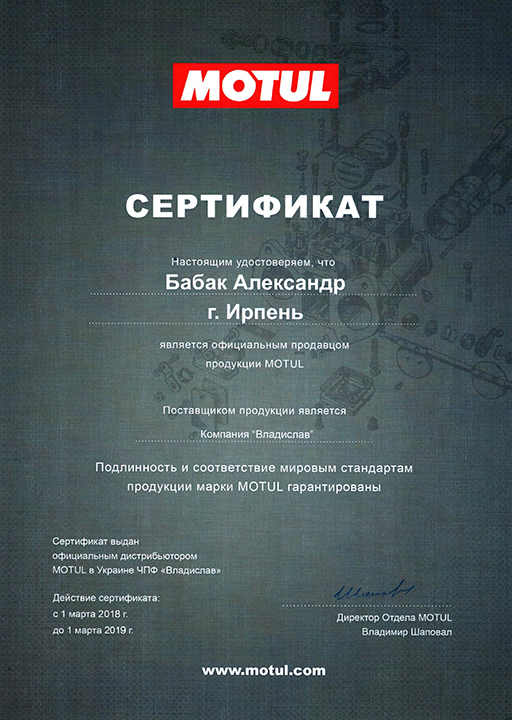 MOTUL
СЕРТИФИКАТ
Настоящим удостоверяем, что
Бабак Александр
г. Ирпень
является официальным продавцом
продукции MOTUL
Поставщиком продукции является
Компания "Владислав"
Подлинность и соответствие мировым стандартам
продукции марки MOTUL гарантированы
Сертификат выдан
официальным дистрибьютором
MOTUL в Украине ЧПФ «Владислав»
Действие сертификата:
с 1 марта 2018 г.
до 1 марта 2019 г.
Директор Отдела MOTUL
Владимир Шаповал
www.motul.com